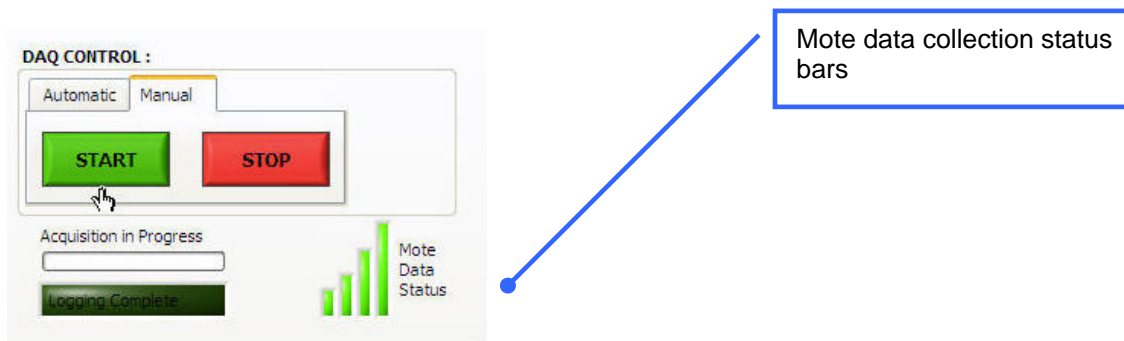 DAQ CONTROL :
Automatic Manual
START STOP
Acquisition in Progress
Logging Complete
Mote
Data
Status
Mote data collection status
bars